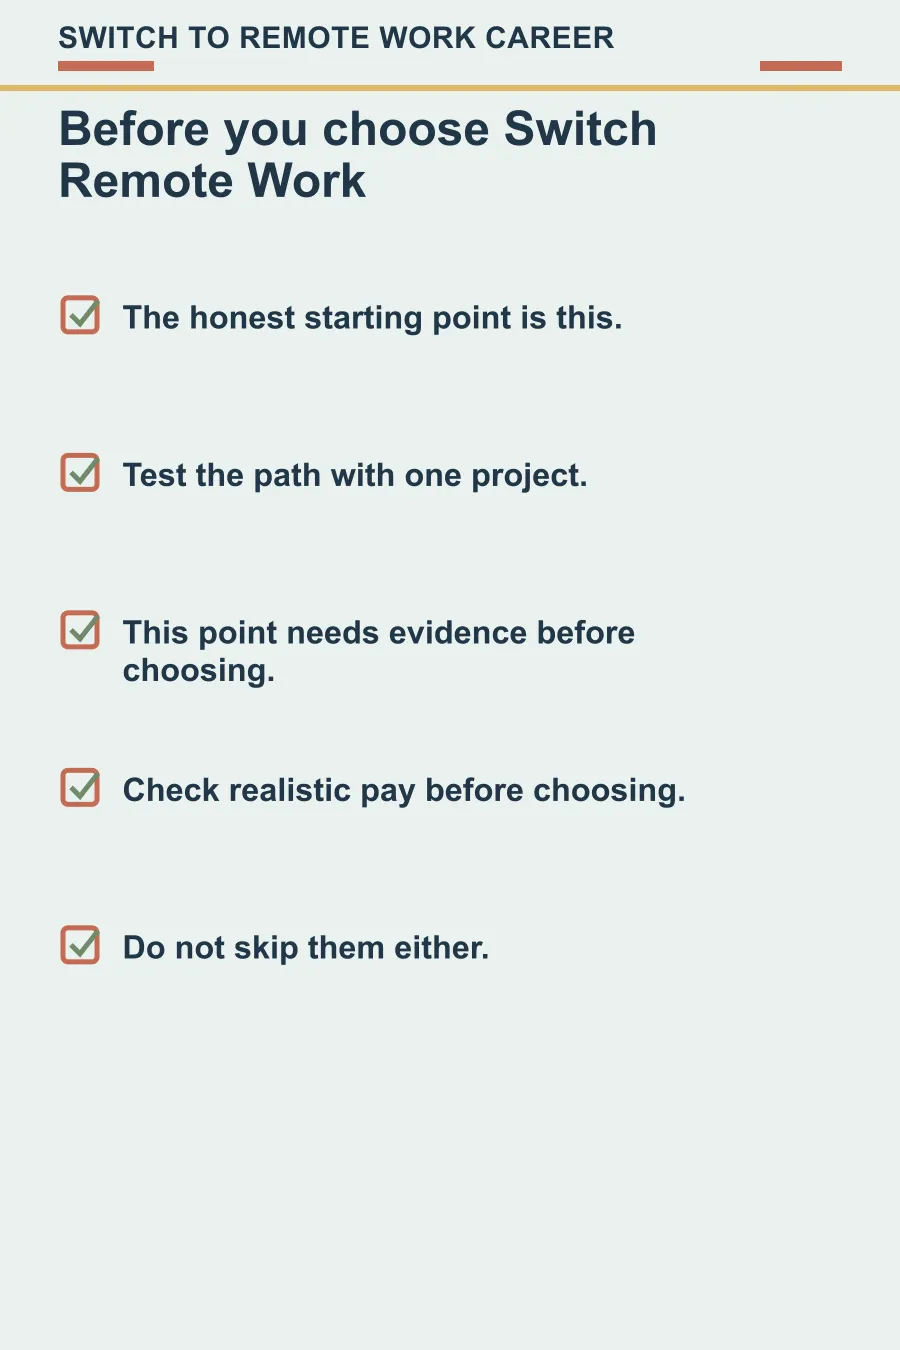 SWITCH TO REMOTE WORK CAREER
Before you choose Switch
Remote Work
The honest starting point is this.
Test the path with one project.
This point needs evidence before
choosing.
Check realistic pay before choosing.
Do not skip them either.